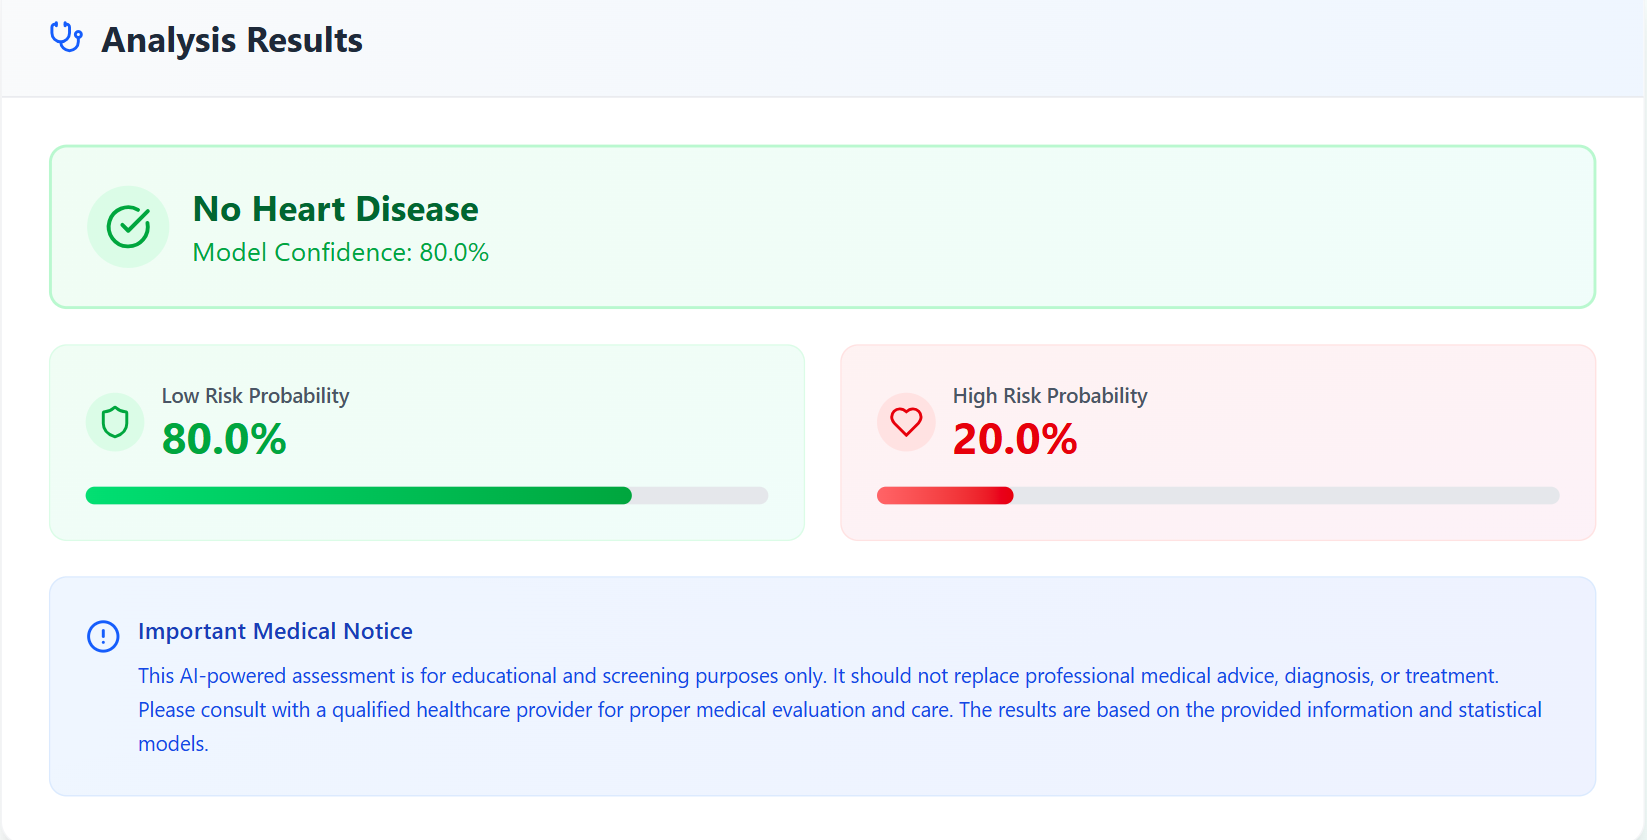 Analysis Results
No Heart Disease
Model Confidence: 80.0%
Low Risk Probability
80.0%
High Risk Probability
20.0%
Important Medical Notice
This AI-powered assessment is for educational and screening purposes only. It should not replace professional medical advice, diagnosis, or treatment.
Please consult with a qualified healthcare provider for proper medical evaluation and care. The results are based on the provided information and statistical
models.